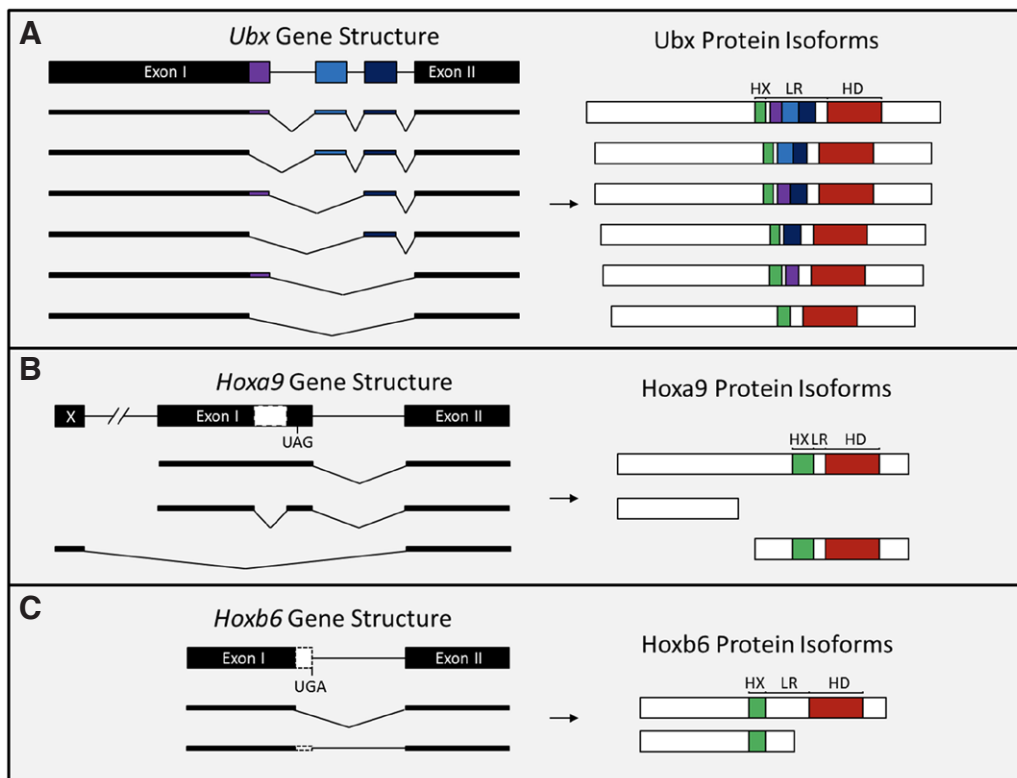 A
Ubx Gene Structure
Ubx Protein Isoforms
Exon I
Exon II
HX LR HD
B
Hoxa9 Gene Structure
Hoxa9 Protein Isoforms
X
Exon I
Exon II
UAG
HX LR HD
C
Hoxb6 Gene Structure
Hoxb6 Protein Isoforms
Exon I
Exon II
UGA
HX LR HD